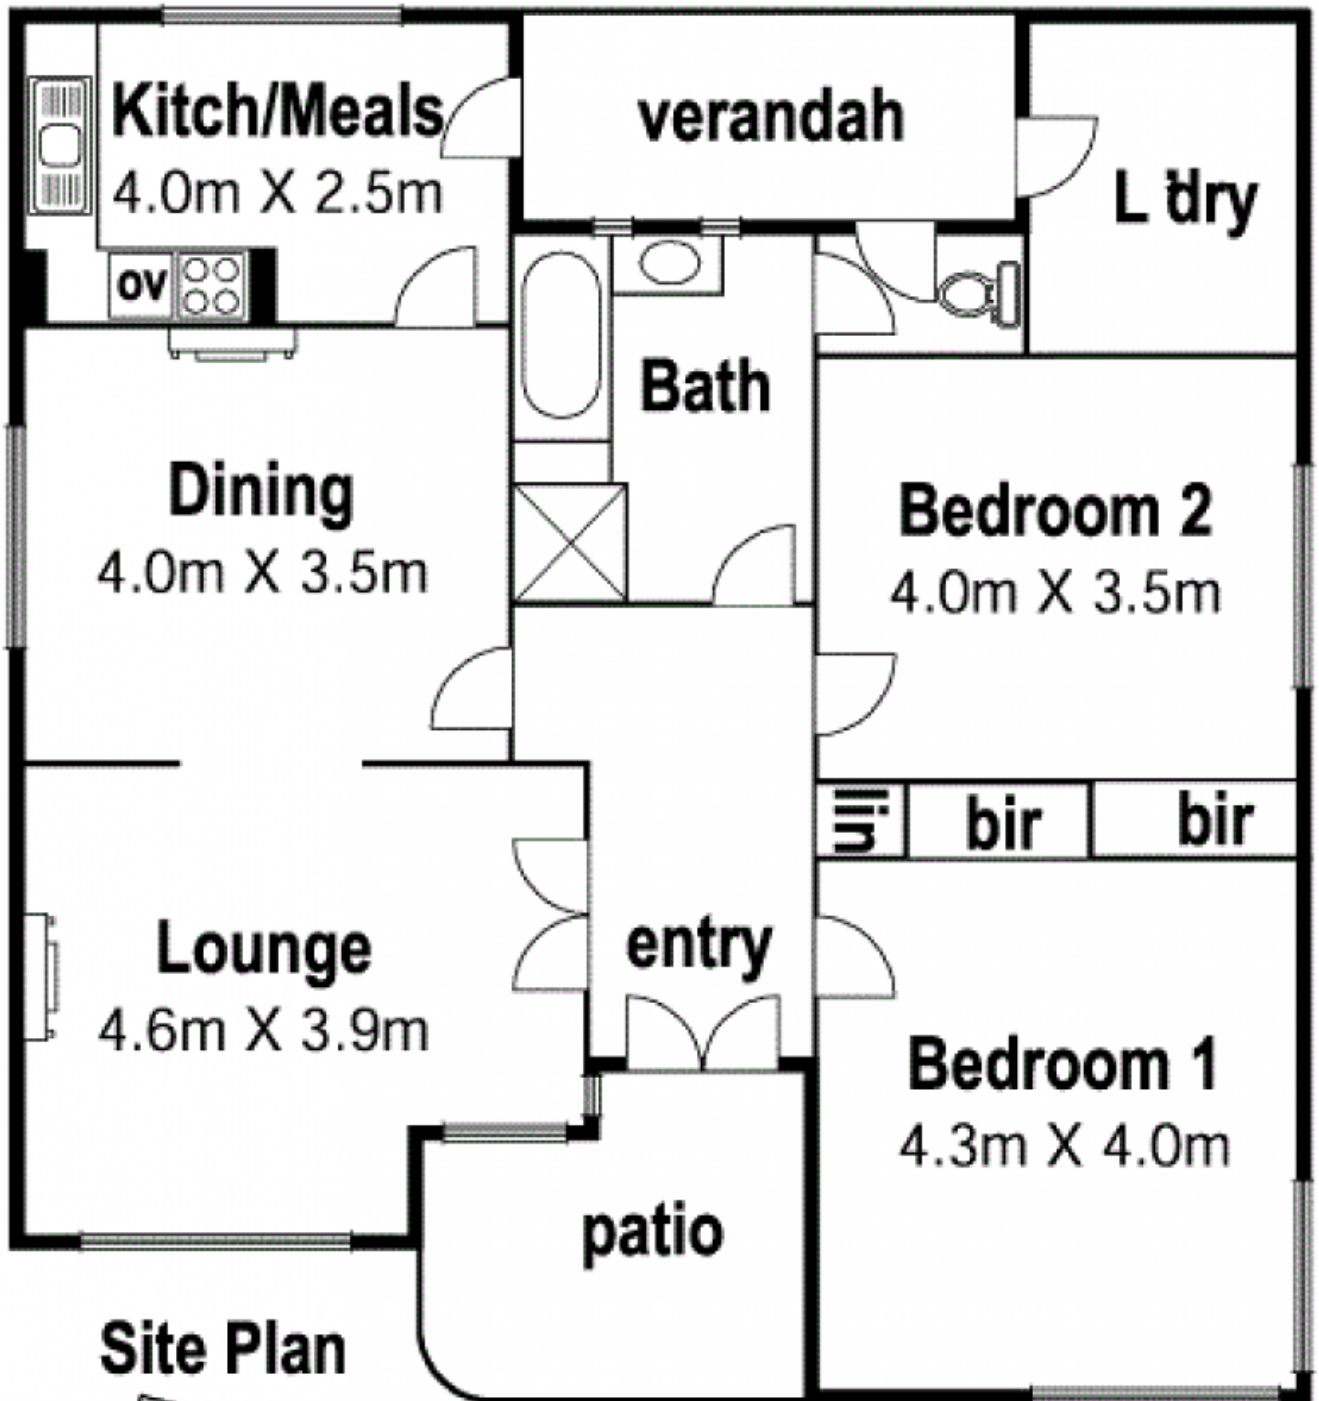 Kitch/Meals
4.0m X 2.5m
verandah
L'dry
ov
Bath
Dining
4.0m X 3.5m
Bedroom 2
4.0m X 3.5m
lin
bir
bir
Lounge
4.6m X 3.9m
entry
Bedroom 1
4.3m X 4.0m
patio
Site Plan